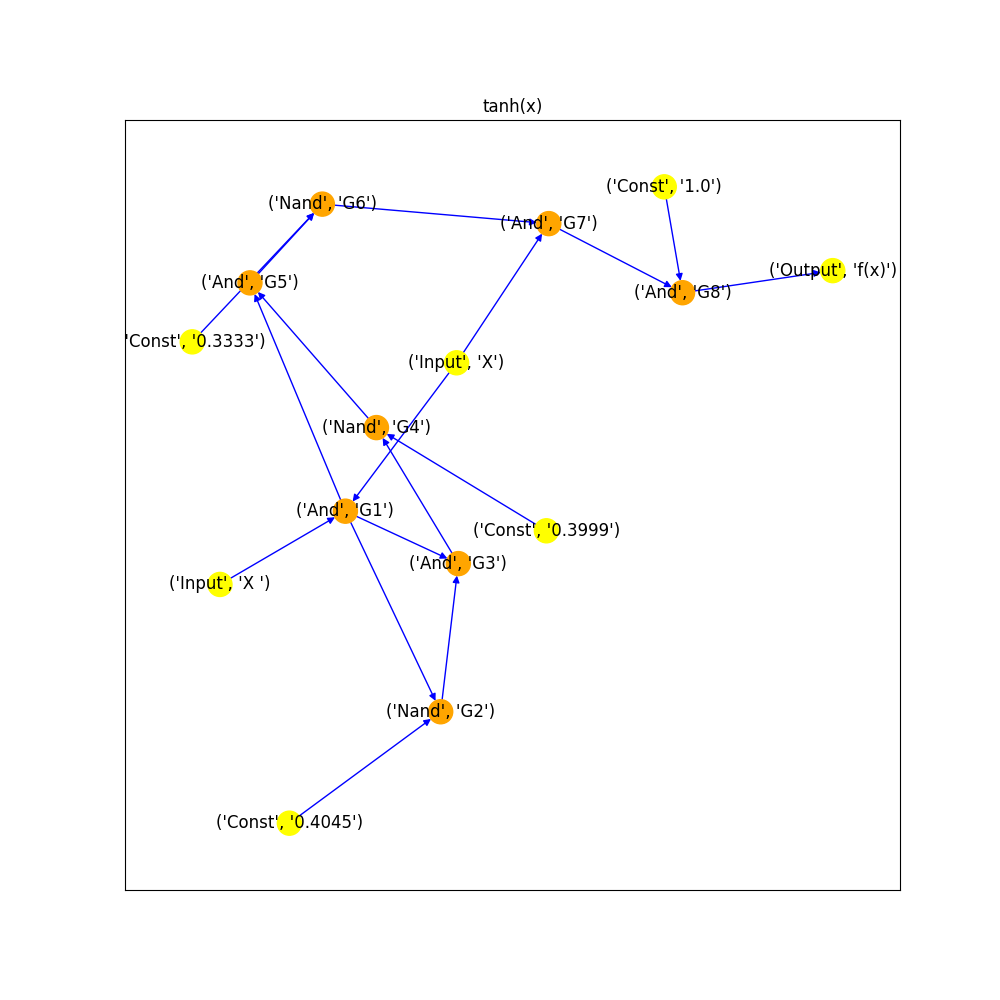 tanh(x)
('Const', '1.0')
('Nand', 'G6')
('And', 'G7')
('Output', 'f(x)')
('And', 'G5')
('And', 'G8')
'Const', '0.3333')
('Input', 'X')
('Nand', 'G4')
('And', 'G1')
('Const', '0.3999')
('And', 'G3')
('Input', 'X ')
('Nand', 'G2')
('Const', '0.4045')